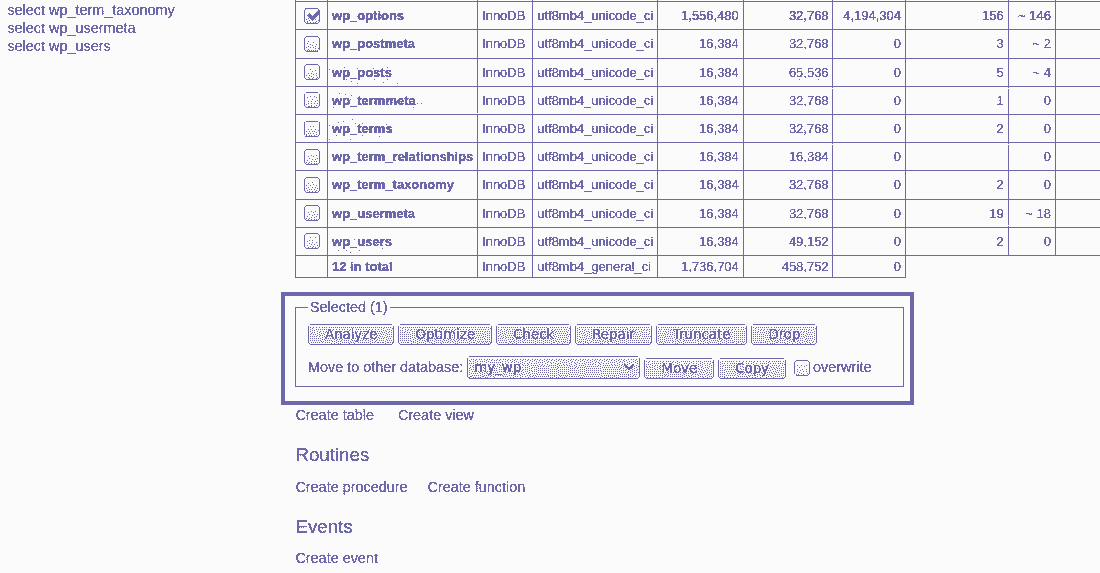 select wp_term_taxonomy
select wp_usermeta
select wp_users
wp_options InnoDB utf8mb4_unicode_ci 1,556,480 32,768 4,194,304 156 ~ 146
wp_postmeta InnoDB utf8mb4_unicode_ci 16,384 32,768 0 3 ~ 2
wp_posts InnoDB utf8mb4_unicode_ci 16,384 65,536 0 5 ~ 4
wp_termmeta InnoDB utf8mb4_unicode_ci 16,384 32,768 0 1 0
wp_terms InnoDB utf8mb4_unicode_ci 16,384 32,768 0 2 0
wp_term_relationships InnoDB utf8mb4_unicode_ci 16,384 16,384 0 0
wp_term_taxonomy InnoDB utf8mb4_unicode_ci 16,384 32,768 0 2 0
wp_usermeta InnoDB utf8mb4_unicode_ci 16,384 32,768 0 19 ~ 18
wp_users InnoDB utf8mb4_unicode_ci 16,384 49,152 0 2 0
12 in total InnoDB utf8mb4_general_ci 1,736,704 458,752 0
Selected (1)
Analyze Optimize Check Repair Truncate Drop
Move to other database: my_wp Move Copy overwrite
Create table Create view
Routines
Create procedure Create function
Events
Create event